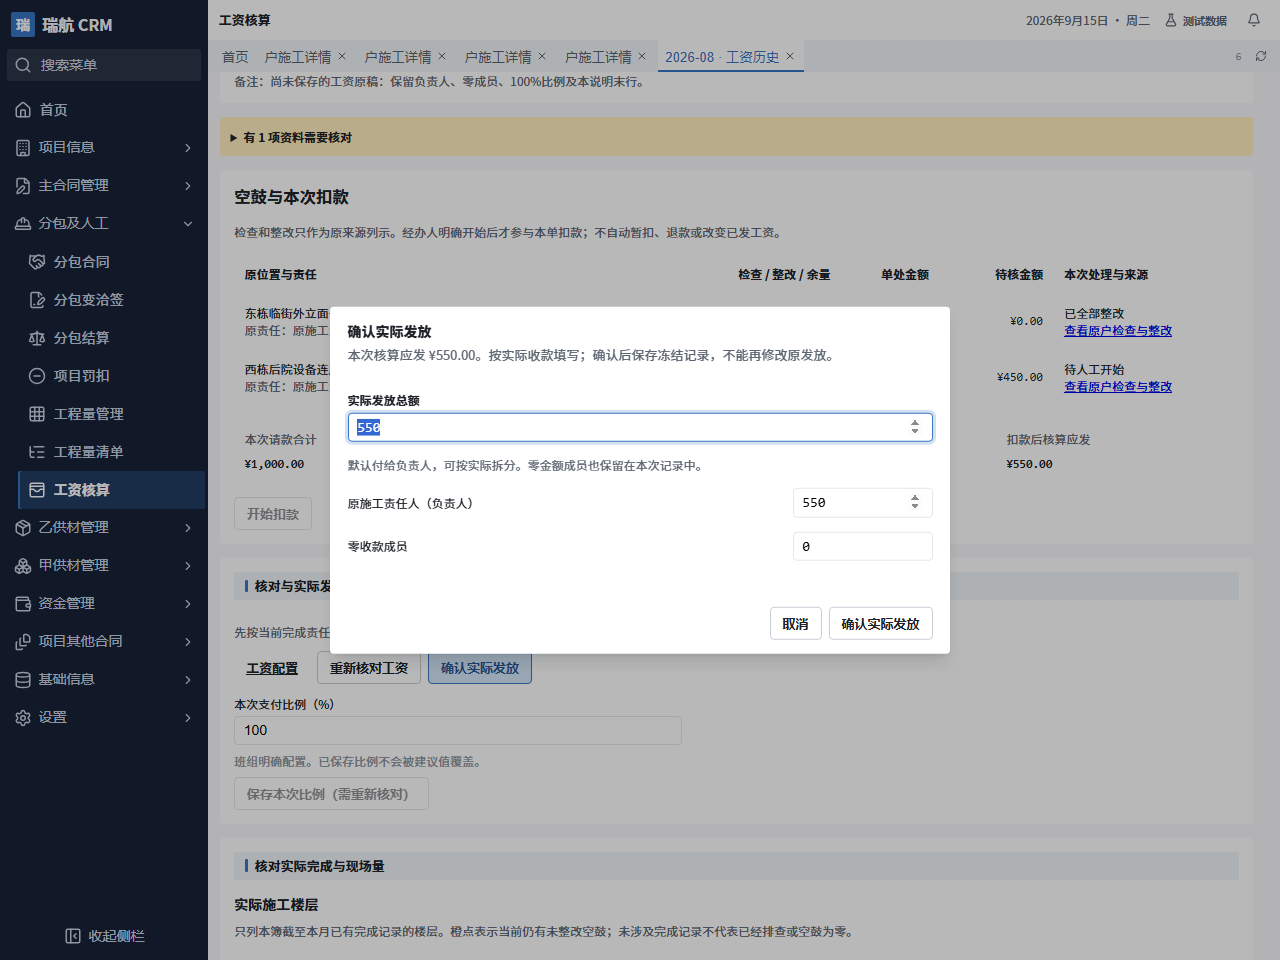 瑞 瑞航 CRM
搜索菜单
首页
项目信息
主合同管理
分包及人工
分包合同
分包变洽签
分包结算
项目罚扣
工程量管理
工程量清单
工资核算
乙供材管理
甲供材管理
资金管理
项目其他合同
基础信息
设置
收起侧栏
工资核算
2026年9月15日 · 周二 测试数据
首页 户施工详情 户施工详情 户施工详情 户施工详情 2026-08 · 工资历史 6
备注：尚未保存的工资原稿：保留负责人、零成员、100%比例及本说明未行。
有 1 项资料需要核对
空鼓与本次扣款
检查和整改只作为原来源列示。经办人明确开始后才参与本单扣款；不自动暂扣、退款或改变已发工资。
原位置与责任 检查 / 整改 / 余量 单处金额 待核金额 本次处理与来源
东栋临街外立面
原责任：原施工
¥0.00 已全部整改
查看原户检查与整改
西栋后院设备连
原责任：原施工
¥450.00 待人工开始
查看原户检查与整改
本次请款合计 扣款后核算应发
¥1,000.00 ¥550.00
开始扣款
确认实际发放
本次核算应发 ¥550.00。按实际收款填写；确认后保存冻结记录，不能再修改原发放。
实际发放总额
550
默认付给负责人，可按实际拆分。零金额成员也保留在本次记录中。
原施工责任人（负责人） 550
零收款成员 0
取消 确认实际发放
核对与实际发
先按当前完成责任
工资配置 重新核对工资 确认实际发放
本次支付比例（%）
100
班组明确配置。已保存比例不会被建议值覆盖。
保存本次比例（需重新核对）
核对实际完成与现场量
实际施工楼层
只列本簿截至本月已有完成记录的楼层。橙点表示当前仍有未整改空鼓；未涉及完成记录不代表已经排查或空鼓为零。